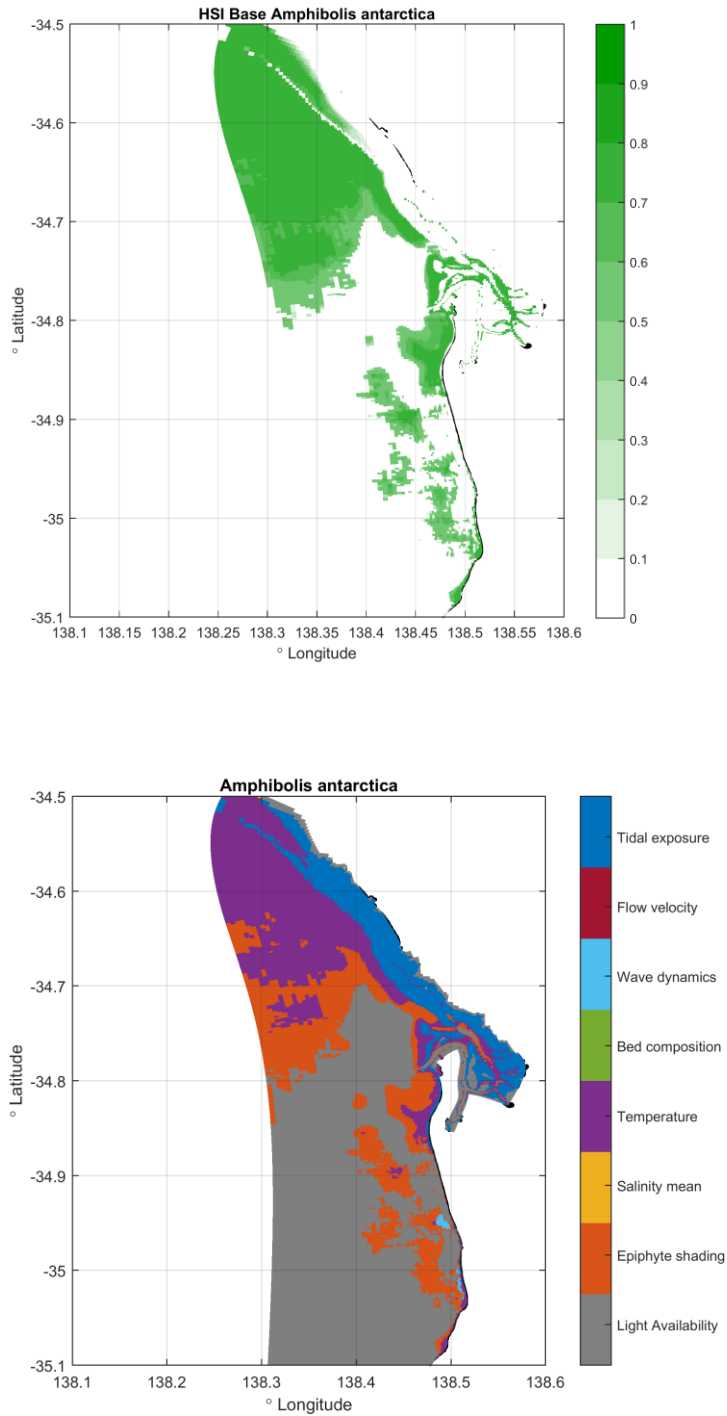 HSI Base Amphibolis antarctica
-34.5
-34.6
-34.7
-34.8
-34.9
-35
-35.1
° Latitude
138.1 138.15 138.2 138.25 138.3 138.35 138.4 138.45 138.5 138.55 138.6
° Longitude
1
0.9
0.8
0.7
0.6
0.5
0.4
0.3
0.2
0.1
0
Amphibolis antarctica
-34.5
-34.6
-34.7
-34.8
-34.9
-35
-35.1
° Latitude
138.1 138.2 138.3 138.4 138.5 138.6
° Longitude
Tidal exposure
Flow velocity
Wave dynamics
Bed composition
Temperature
Salinity mean
Epiphyte shading
Light Availability